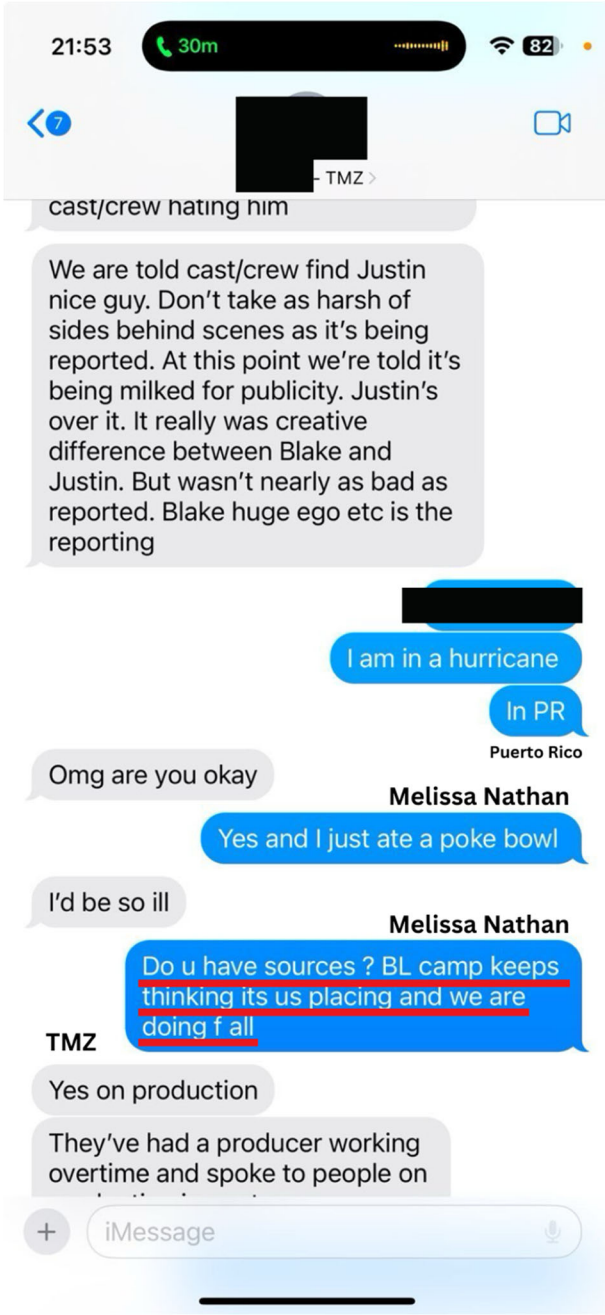 21:53
30m
82
7
- TMZ
cast/crew hating him
We are told cast/crew find Justin
nice guy. Don't take as harsh of
sides behind scenes as it's being
reported. At this point we're told it's
being milked for publicity. Justin's
over it. It really was creative
difference between Blake and
Justin. But wasn't nearly as bad as
reported. Blake huge ego etc is the
reporting
I am in a hurricane
In PR
Puerto Rico
Omg are you okay
Melissa Nathan
Yes and I just ate a poke bowl
I'd be so ill
Melissa Nathan
Do u have sources ? BL camp keeps
thinking its us placing and we are
doing f all
TMZ
Yes on production
They've had a producer working
overtime and spoke to people on
iMessage